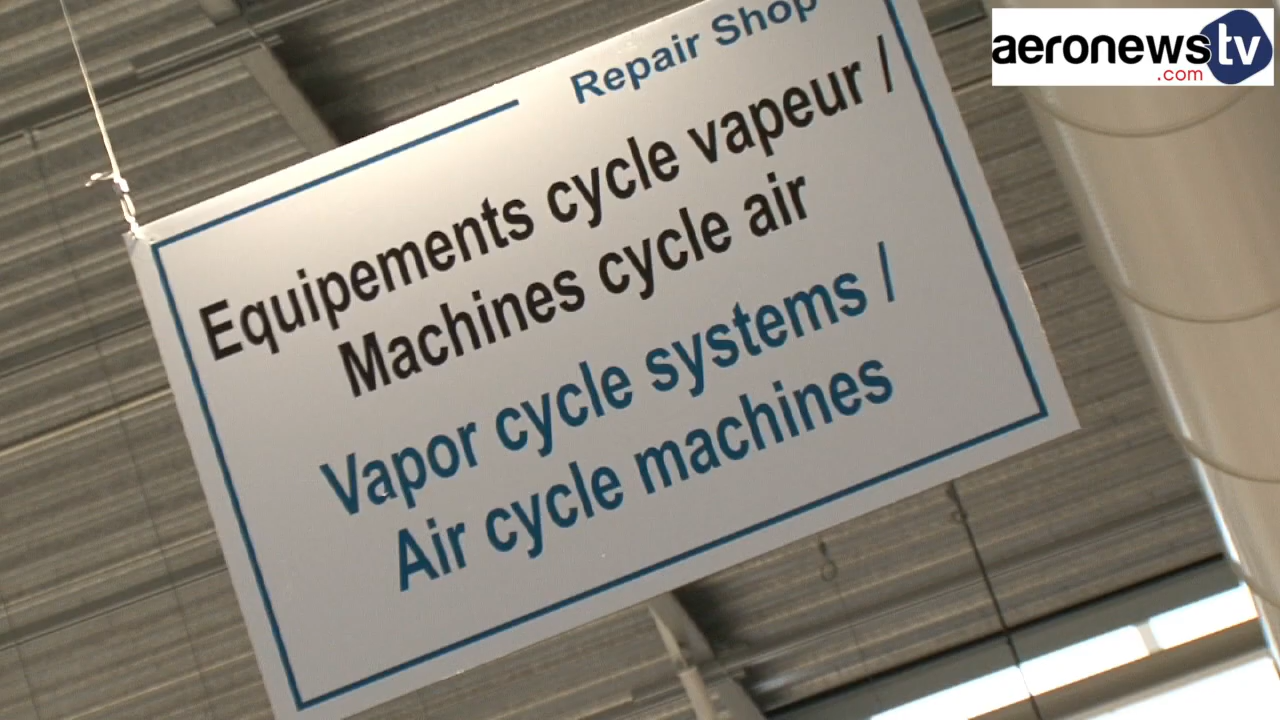 aeronewstv
.com
Repair Shop
Equipements cycle vapeur /
Machines cycle air
Vapor cycle systems /
Air cycle machines